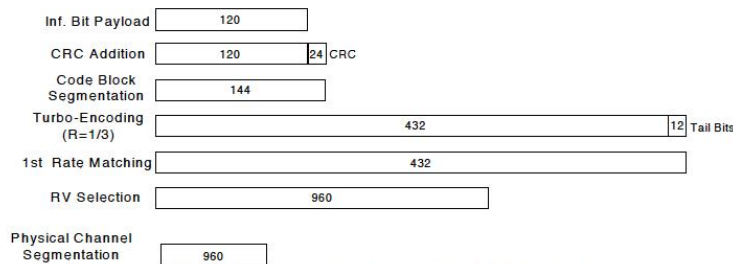 Inf. Bit Payload 120
CRC Addition 120 24 CRC
Code Block
Segmentation 144
Turbo-Encoding
(R=1/3) 432 12 Tail Bits
1st Rate Matching 432
RV Selection 960
Physical Channel
Segmentation 960